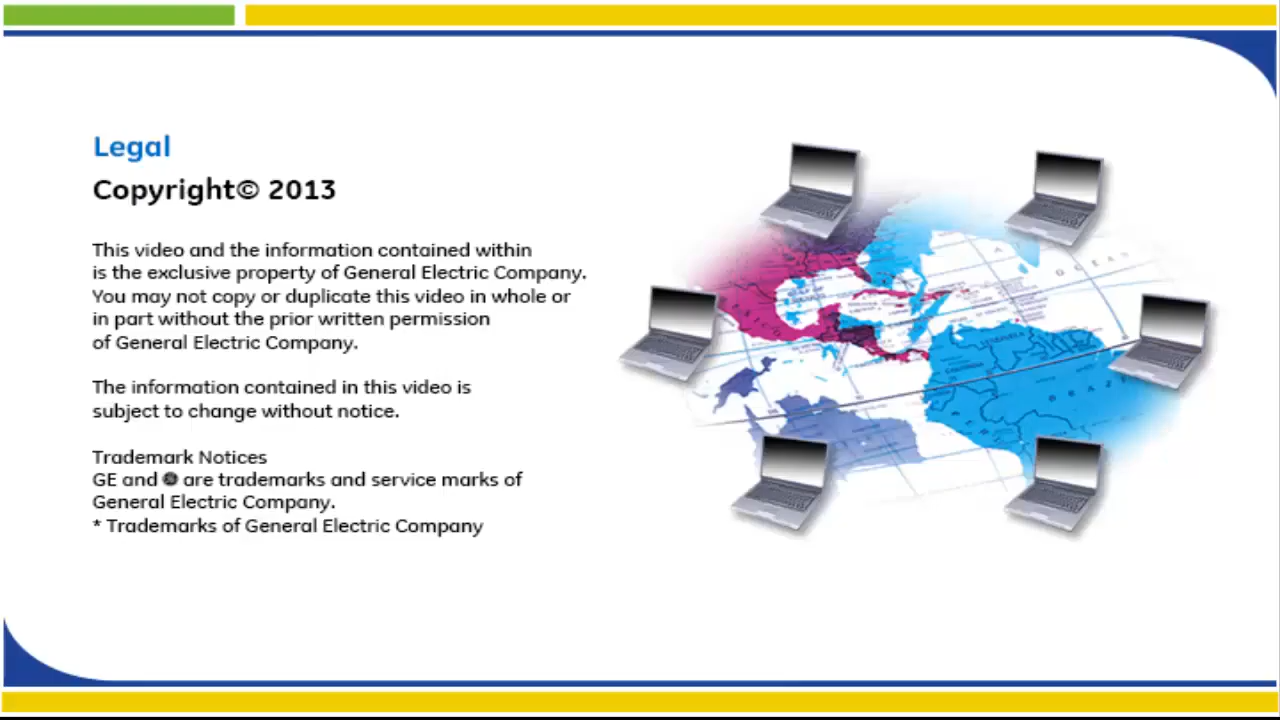 Legal
Copyright© 2013
This video and the information contained within
is the exclusive property of General Electric Company.
You may not copy or duplicate this video in whole or
in part without the prior written permission
of General Electric Company.
The information contained in this video is
subject to change without notice.
Trademark Notices
GE and are trademarks and service marks of
General Electric Company.
* Trademarks of General Electric Company